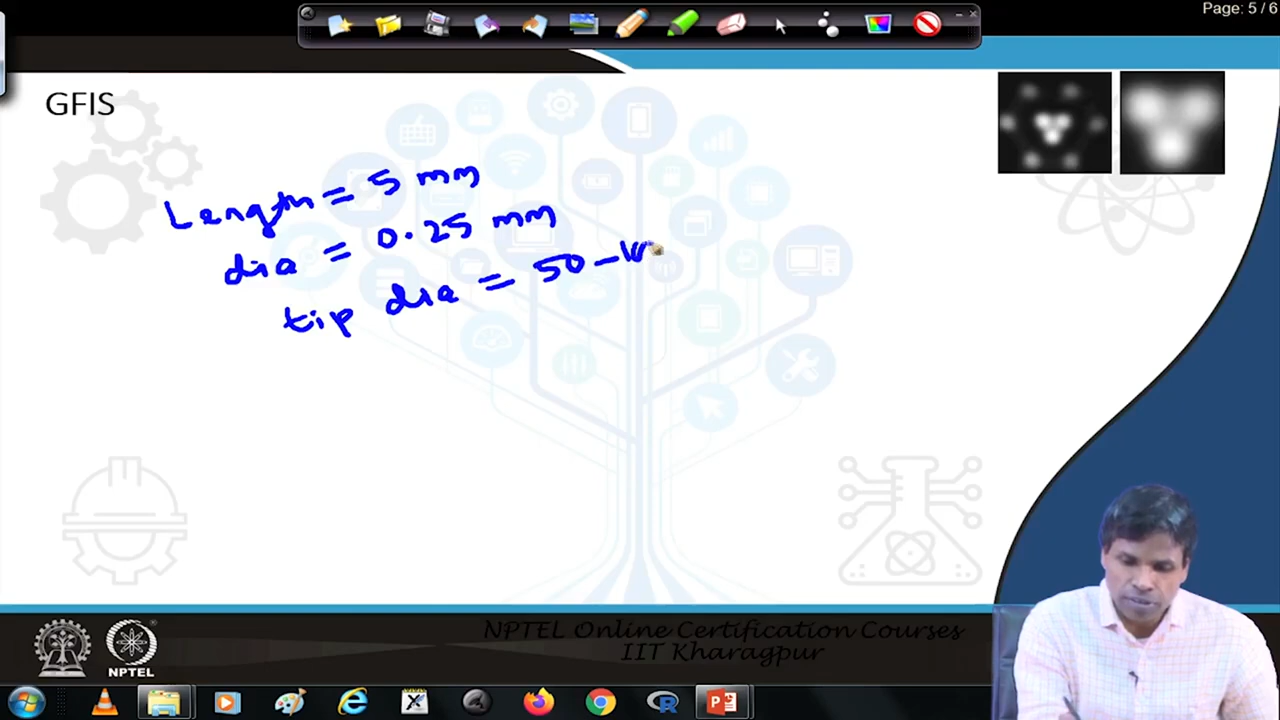 Page: 5 / 6
GFIS
Length = 5 mm
dia = 0.25 mm
tip dia = 50 - 10
NPTEL Online Certification Courses
IIT Kharagpur
NPTEL